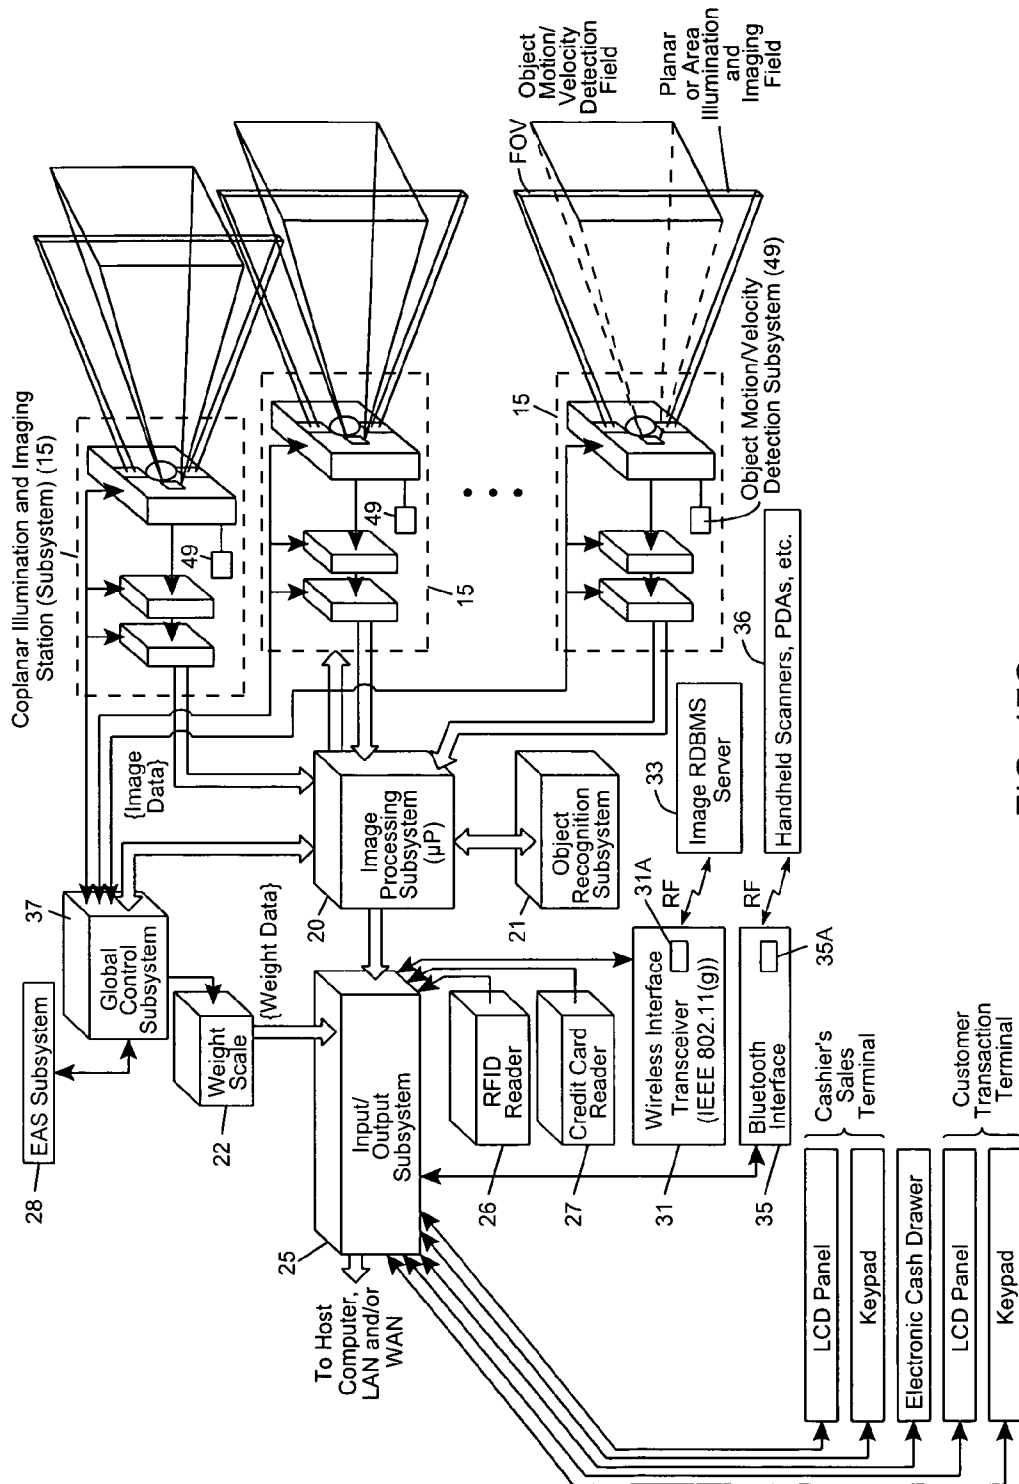 Coplanar Illumination and Imaging
Station (Subsystem) (15)
Object
Motion/
Velocity
Detection
Field
Planar
or Area
Illumination
and
Imaging
Field
FOV
49
49
15
15
Object Motion/Velocity
Detection Subsystem (49)
{Image
Data}
28
EAS Subsystem
37
Global
Control
Subsystem
22
Weight
Scale
{Weight Data}
20
Image
Processing
Subsystem
(µP)
21
Object
Recognition
Subsystem
25
Input/
Output
Subsystem
To Host
Computer,
LAN and/or
WAN
26
RFID
Reader
27
Credit Card
Reader
31
Wireless Interface
Transceiver
(IEEE 802.11(g))
31A
RF
33
Image RDBMS
Server
35
Bluetooth
Interface
35A
RF
36
Handheld Scanners, PDAs, etc.
LCD Panel
Keypad
Cashier's
Sales
Terminal
Electronic Cash Drawer
LCD Panel
Keypad
Customer
Transaction
Terminal